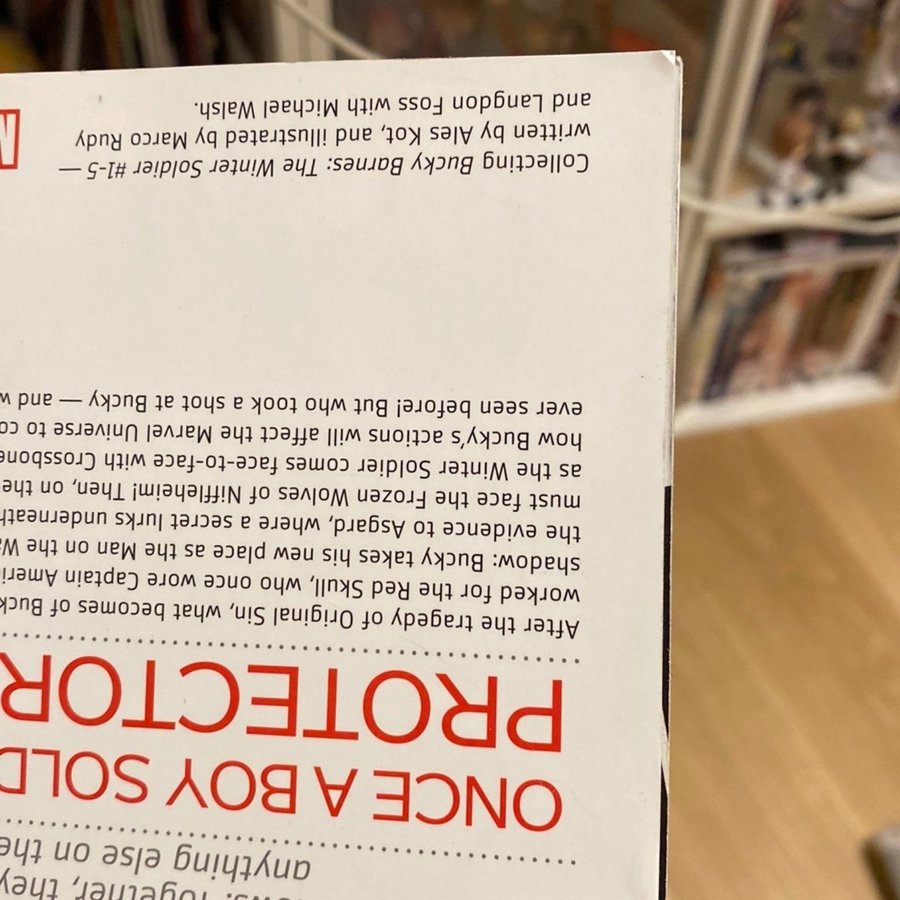 ws. Together, they
anything else on the
ONCE A BOY SOLD
PROTECTOR
After the tragedy of Original Sin, what becomes of Buck
worked for the Red Skull, who once wore Captain Ameri
shadow: Bucky takes his new place as the Man on the Wa
the evidence to Asgard, where a secret lurks underneath
must face the Frozen Wolves of Niffleheim! Then, on the
as the Winter Soldier comes face-to-face with Crossbone
how Bucky's actions will affect the Marvel Universe to co
ever seen before! But who took a shot at Bucky — and w
Collecting Bucky Barnes: The Winter Soldier #1-5 —
written by Ales Kot, and illustrated by Marco Rudy
and Langdon Foss with Michael Walsh.